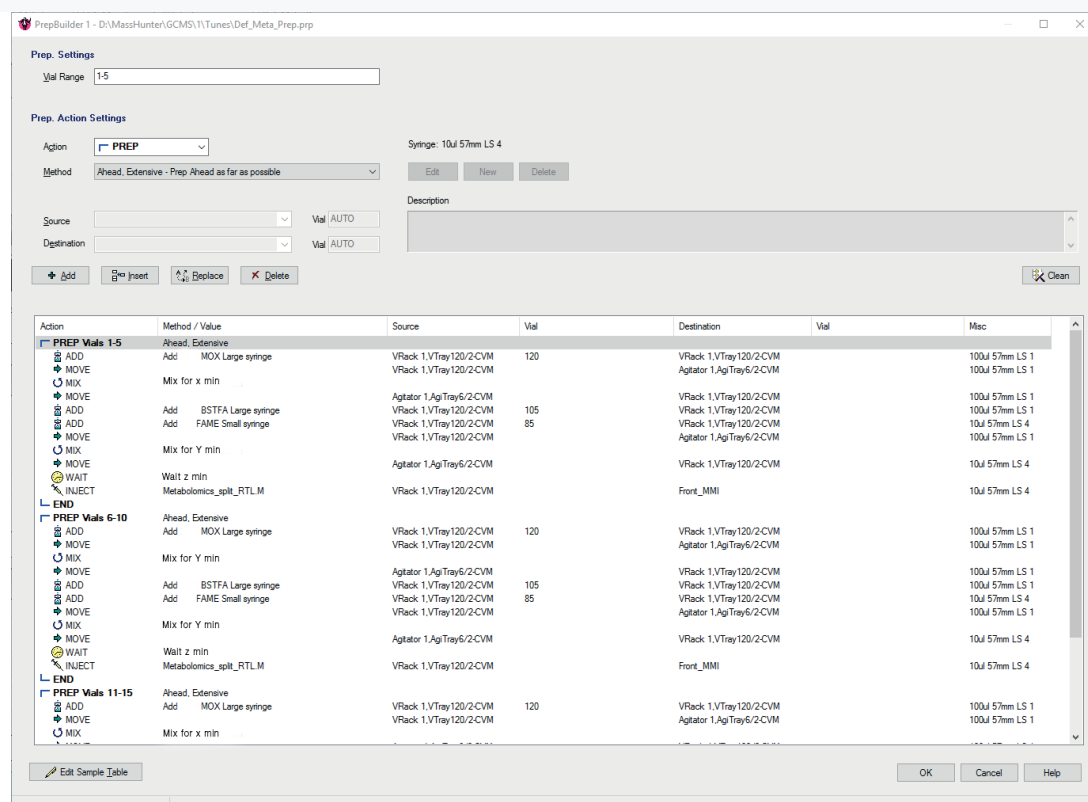 PrepBuilder 1 - D:\MassHunter\GCMS\1\Tunes\Def_Meta_Prep.prp
Prep. Settings
Vial Range 1-5
Prep. Action Settings
Action PREP Syringe: 10ul 57mm LS 4
Method Ahead, Extensive - Prep Ahead as far as possible Edit New Delete
Description
Source Vial AUTO
Destination Vial AUTO
Add Insert Replace Delete Clean
Action Method / Value Source Vial Destination Vial Misc
PREP Vials 1-5 Ahead, Extensive
ADD Add MOX Large syringe VRack 1,VTray120/2-CVM 120 VRack 1,VTray120/2-CVM 100ul 57mm LS 1
MOVE VRack 1,VTray120/2-CVM Agitator 1,AgiTray6/2-CVM 100ul 57mm LS 1
MIX Mix for x min
MOVE Agitator 1,AgiTray6/2-CVM VRack 1,VTray120/2-CVM 100ul 57mm LS 1
ADD Add BSTFA Large syringe VRack 1,VTray120/2-CVM 105 VRack 1,VTray120/2-CVM 100ul 57mm LS 1
ADD Add FAME Small syringe VRack 1,VTray120/2-CVM 85 VRack 1,VTray120/2-CVM 10ul 57mm LS 4
MOVE VRack 1,VTray120/2-CVM Agitator 1,AgiTray6/2-CVM 100ul 57mm LS 1
MIX Mix for Y min
MOVE Agitator 1,AgiTray6/2-CVM VRack 1,VTray120/2-CVM 10ul 57mm LS 4
WAIT Wait z min
INJECT Metabolomics_split_RTL.M VRack 1,VTray120/2-CVM Front_MMI 10ul 57mm LS 4
END
PREP Vials 6-10 Ahead, Extensive
ADD Add MOX Large syringe VRack 1,VTray120/2-CVM 120 VRack 1,VTray120/2-CVM 100ul 57mm LS 1
MOVE VRack 1,VTray120/2-CVM Agitator 1,AgiTray6/2-CVM 100ul 57mm LS 1
MIX Mix for Y min
MOVE Agitator 1,AgiTray6/2-CVM VRack 1,VTray120/2-CVM 100ul 57mm LS 1
ADD Add BSTFA Large syringe VRack 1,VTray120/2-CVM 105 VRack 1,VTray120/2-CVM 100ul 57mm LS 1
ADD Add FAME Small syringe VRack 1,VTray120/2-CVM 85 VRack 1,VTray120/2-CVM 10ul 57mm LS 4
MOVE VRack 1,VTray120/2-CVM Agitator 1,AgiTray6/2-CVM 100ul 57mm LS 1
MIX Mix for Y min
MOVE Agitator 1,AgiTray6/2-CVM VRack 1,VTray120/2-CVM 10ul 57mm LS 4
WAIT Wait z min
INJECT Metabolomics_split_RTL.M VRack 1,VTray120/2-CVM Front_MMI 10ul 57mm LS 4
END
PREP Vials 11-15 Ahead, Extensive
ADD Add MOX Large syringe VRack 1,VTray120/2-CVM 120 VRack 1,VTray120/2-CVM 100ul 57mm LS 1
MOVE VRack 1,VTray120/2-CVM Agitator 1,AgiTray6/2-CVM 100ul 57mm LS 1
MIX Mix for x min
Edit Sample Table OK Cancel Help